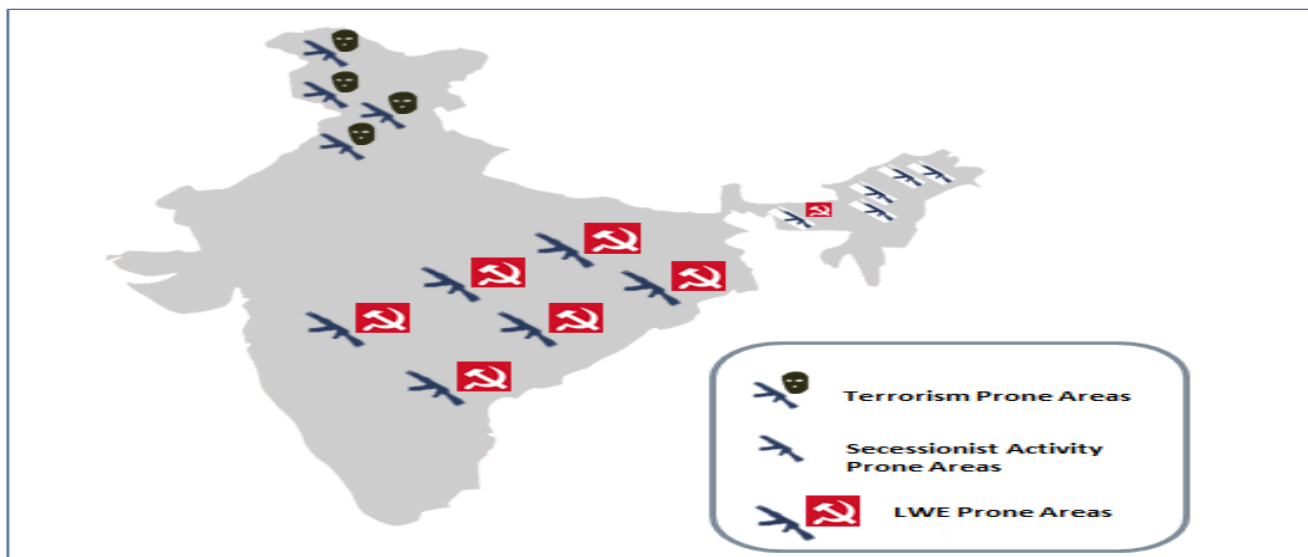 Terrorism Prone Areas
Secessionist Activity
Prone Areas
LWE Prone Areas